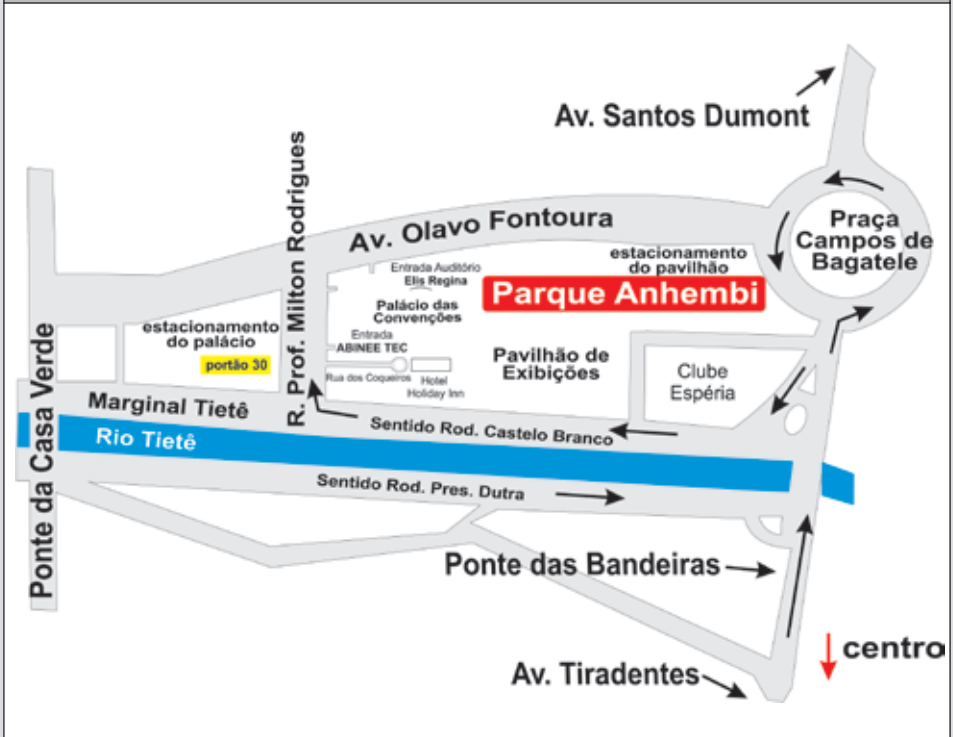 Av. Santos Dumont
R. Prof. Milton Rodrigues
Av. Olavo Fontoura
Praça
Campos de
Bagatele
estacionamento
do pavilhão
Parque Anhembi
Entrada Auditório
Elis Regina
Palácio das
Convenções
Entrada
ABINEE TEC
Rua dos Coqueiros
Hotel
Holiday Inn
Pavilhão de
Exibições
Clube
Espéria
estacionamento
do palácio
portão 30
Ponte da Casa Verde
Marginal Tietê
Sentido Rod. Castelo Branco
Rio Tietê
Sentido Rod. Pres. Dutra
Ponte das Bandeiras
centro
Av. Tiradentes